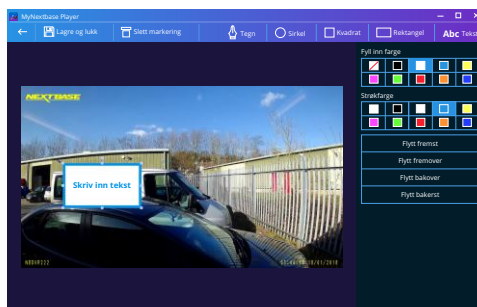 MyNextbase Player
Lagre og lukk
Slett markering
Tegn
Sirkel
Kvadrat
Rektangel
Abc Tekst
Fyll inn farge
Strøkfarge
Flytt fremst
Flytt fremover
Flytt bakover
Flytt bakerst
NEXTBASE
Skriv inn tekst